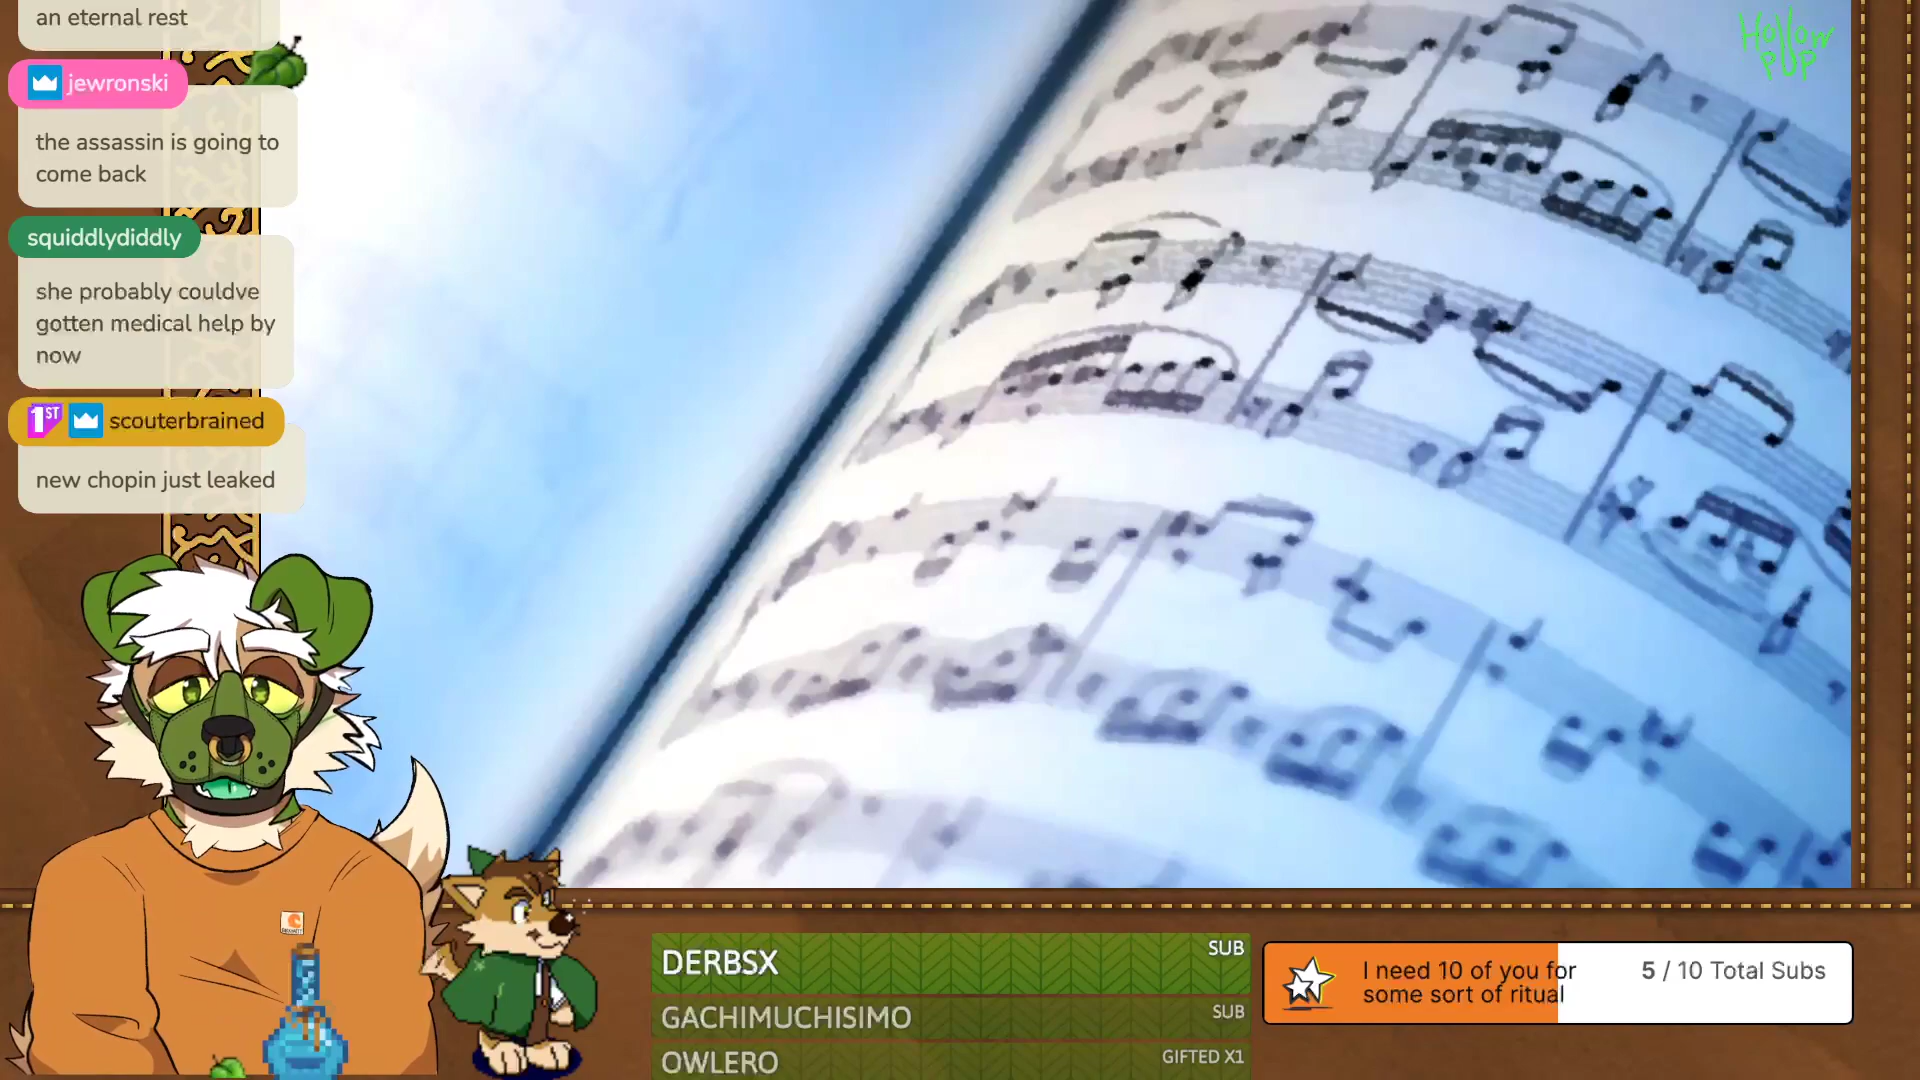 an eternal rest
jewronski
the assassin is going to
come back
squiddlydiddly
she probably couldve
gotten medical help by
now
1ST scouterbrained
new chopin just leaked
Hollow
PUP
DERBSX SUB
GACHIMUCHISIMO SUB
OWLERO GIFTED X1
I need 10 of you for
some sort of ritual
5 / 10 Total Subs